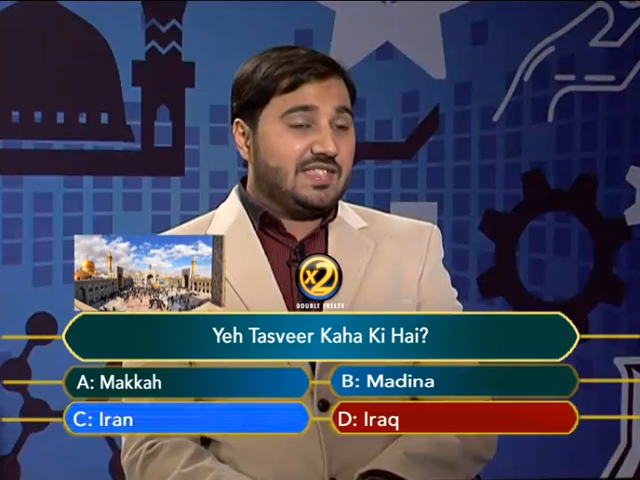 x2
DOUBLE FREEZE
Yeh Tasveer Kaha Ki Hai?
A: Makkah
B: Madina
C: Iran
D: Iraq